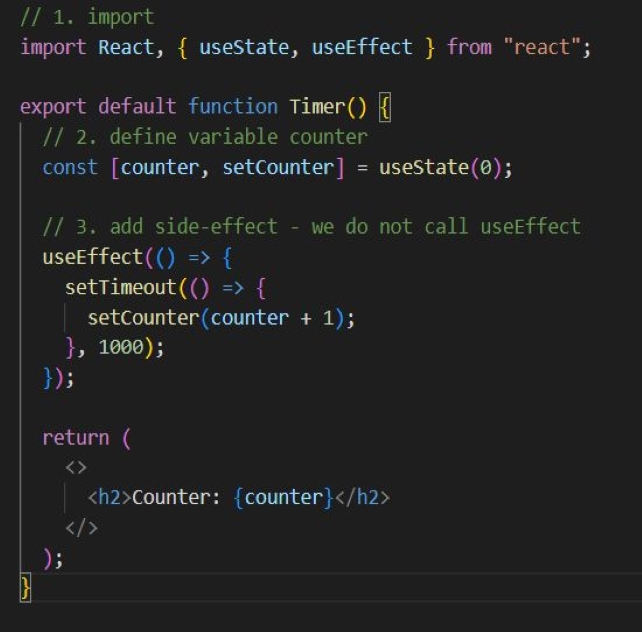 // 1. import
import React, { useState, useEffect } from "react";
export default function Timer() {
// 2. define variable counter
const [counter, setCounter] = useState(0);
// 3. add side-effect - we do not call useEffect
useEffect(() => {
setTimeout(() => {
setCounter(counter + 1);
}, 1000);
});
return (
<>
<h2>Counter: {counter}</h2>
</>
);
}